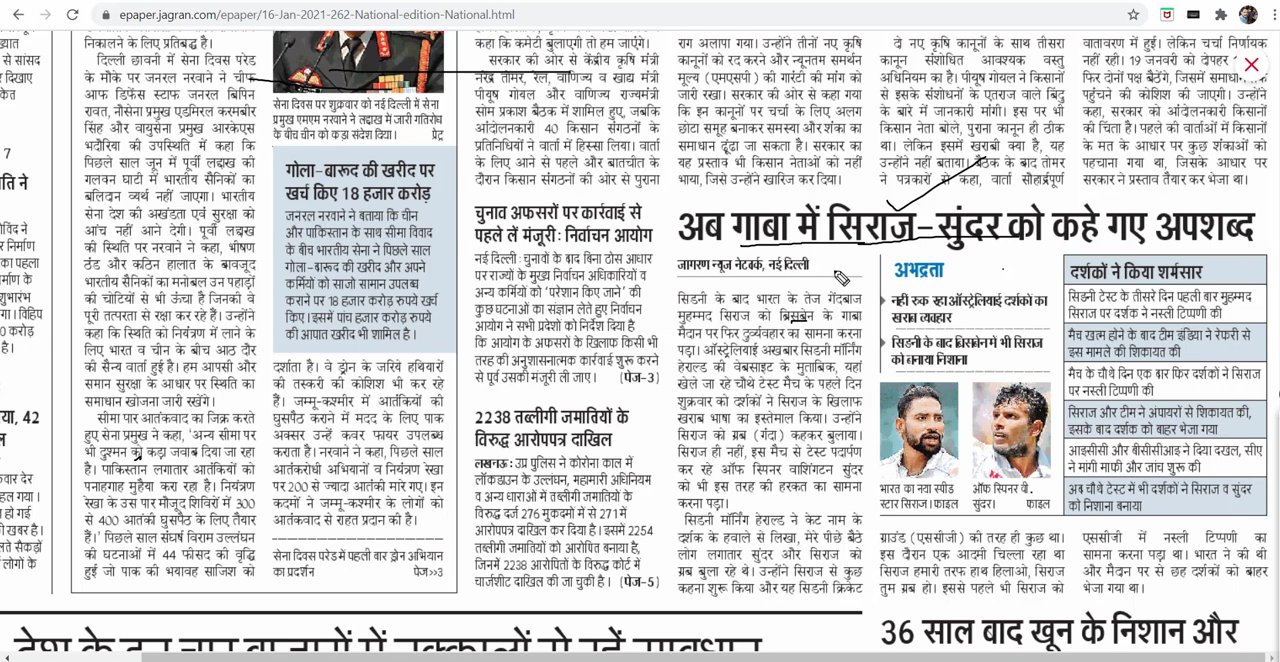 epaper.jagran.com/epaper/16-Jan-2021-262-National-edition-National.html
निकालने के लिए प्रतिबद्ध है।
दिल्ली छावनी में सेना दिवस परेड
के मौके पर जनरल नरवाने ने चीफ
आफ डिफेंस स्टाफ जनरल बिपिन
रावत, नौसेना प्रमुख एडमिरल करमबीर
सिंह और वायुसेना प्रमुख आरकेएस
भदौरिया की उपस्थिति में कहा कि
पिछले साल जून में पूर्वी लद्दाख की
गलवन घाटी में भारतीय सैनिकों का
बलिदान व्यर्थ नहीं जाएगा। भारतीय
सेना देश की अखंडता एवं सुरक्षा को
आंच नहीं आने देगी। पूर्वी लद्दाख
की स्थिति पर नरवाने ने कहा, भीषण
ठंड और कठिन हालात के बावजूद
भारतीय सैनिकों का मनोबल उन पहाड़ों
की चोटियों से भी ऊंचा है जिनकी वे
पूरी तत्परता से रक्षा कर रहे हैं। उन्होंने
कहा कि स्थिति को नियंत्रण में लाने के
लिए भारत व चीन के बीच आठ दौर
की सैन्य वार्ता हुई है। हम आपसी और
समान सुरक्षा के आधार पर स्थिति का
समाधान खोजना जारी रखेंगे।
सीमा पार आतंकवाद का जिक्र करते
हुए सेना प्रमुख ने कहा, 'अन्य सीमा पर
भी दुश्मन को कड़ा जवाब दिया जा रहा
है। पाकिस्तान लगातार आतंकियों को
पनाहगाह मुहैया करा रहा है। नियंत्रण
रेखा के उस पार मौजूद शिविरों में 300
से 400 आतंकी घुसपैठ के लिए तैयार
हैं।' पिछले साल संघर्ष विराम उल्लंघन
की घटनाओं में 44 फीसद की वृद्धि
हुई जो पाक की भयावह साजिश को
सेना दिवस पर शुक्रवार को नई दिल्ली में सेना
प्रमुख एमएम नरवाने ने लद्दाख में जारी गतिरोध
के बीच चीन को कड़ा संदेश दिया। प्रेट्र
गोला-बारूद की खरीद पर
खर्च किए 18 हजार करोड़
जनरल नरवाने ने बताया कि चीन
और पाकिस्तान के साथ सीमा विवाद
के बीच भारतीय सेना ने पिछले साल
गोला-बारूद की खरीद और अपने
कर्मियों को साजो सामान उपलब्ध
कराने पर 18 हजार करोड़ रुपये खर्च
किए। इसमें पांच हजार करोड़ रुपये
की आपात खरीद भी शामिल है।
दर्शाता है। वे ड्रोन के जरिये हथियारों
की तस्करी की कोशिश भी कर रहे
हैं। जम्मू-कश्मीर में आतंकियों की
घुसपैठ कराने में मदद के लिए पाक
अक्सर उन्हें कवर फायर उपलब्ध
कराता है। नरवाने ने कहा, पिछले साल
आतंकरोधी अभियानों व नियंत्रण रेखा
पर 200 से ज्यादा आतंकी मारे गए। इन
कदमों ने जम्मू-कश्मीर के लोगों को
आतंकवाद से राहत प्रदान की है।
सेना दिवस परेड में पहली बार ड्रोन अभियान
का प्रदर्शन पेज>>3
कहा कि कमेटी बुलाएगी तो हम जाएंगे।
सरकार की ओर से केंद्रीय कृषि मंत्री
नरेंद्र तोमर, रेल, वाणिज्य व खाद्य मंत्री
पीयूष गोयल और वाणिज्य राज्यमंत्री
सोम प्रकाश बैठक में शामिल हुए, जबकि
आंदोलनकारी 40 किसान संगठनों के
प्रतिनिधियों ने वार्ता में हिस्सा लिया। वार्ता
के लिए आने से पहले और बातचीत के
दौरान किसान संगठनों की ओर से पुराना
राग अलापा गया। उन्होंने तीनों नए कृषि
कानूनों को रद करने और न्यूनतम समर्थन
मूल्य (एमएसपी) की गारंटी की मांग को
जारी रखा। सरकार की ओर से कहा गया
कि इन कानूनों पर चर्चा के लिए अलग
छोटा समूह बनाकर समस्या और शंका का
समाधान ढूंढा जा सकता है। सरकार का
यह प्रस्ताव भी किसान नेताओं को नहीं
भाया, जिसे उन्होंने खारिज कर दिया।
दो नए कृषि कानूनों के साथ तीसरा
कानून संशोधित आवश्यक वस्तु
अधिनियम का है। पीयूष गोयल ने किसानों
से इसके संशोधनों के एतराज वाले बिंदु
के बारे में जानकारी मांगी। इस पर भी
किसान नेता बोले, पुराना कानून ही ठीक
था। लेकिन इसमें खराबी क्या है, यह
उन्होंने नहीं बताया। बैठक के बाद तोमर
ने पत्रकारों से कहा, वार्ता सौहार्द्रपूर्ण
वातावरण में हुई। लेकिन चर्चा निर्णायक
नहीं रही। 19 जनवरी को दोपहर
फिर दोनों पक्ष बैठेंगे, जिसमें समाधान तक
पहुंचने की कोशिश की जाएगी। उन्होंने
कहा, सरकार को आंदोलनकारी किसानों
की चिंता है। पहले की वार्ताओं में किसानों
के मत के आधार पर कुछ शंकाओं को
पहचाना गया था, जिसके आधार पर
सरकार ने प्रस्ताव तैयार कर भेजा था।
चुनाव अफसरों पर कार्रवाई से
पहले लें मंजूरी : निर्वाचन आयोग
नई दिल्ली : चुनावों के बाद बिना ठोस आधार
पर राज्यों के मुख्य निर्वाचन अधिकारियों व
अन्य कर्मियों को 'परेशान किए जाने' की
कुछ घटनाओं का संज्ञान लेते हुए निर्वाचन
आयोग ने सभी प्रदेशों को निर्देश दिया है
कि आयोग के अफसरों के खिलाफ किसी भी
तरह की अनुशासनात्मक कार्रवाई शुरू करने
से पूर्व उसकी मंजूरी ली जाए। (पेज-3)
2238 तब्लीगी जमातियों के
विरुद्ध आरोपपत्र दाखिल
लखनऊ : उप्र पुलिस ने कोरोना काल में
लॉकडाउन के उल्लंघन, महामारी अधिनियम
व अन्य धाराओं में तब्लीगी जमातियों के
विरुद्ध दर्ज 276 मुकदमों में से 271 में
आरोपपत्र दाखिल कर दिया है। इसमें 2254
तब्लीगी जमातियों को आरोपित बनाया है,
जिनमें 2238 आरोपितों के विरुद्ध कोर्ट में
चार्जशीट दाखिल की जा चुकी है। (पेज-5)
अब गाबा में सिराज-सुंदर को कहे गए अपशब्द
जागरण न्यूज नेटवर्क, नई दिल्ली
सिडनी के बाद भारत के तेज गेंदबाज
मुहम्मद सिराज को ब्रिसबेन के गाबा
मैदान पर फिर दुर्व्यवहार का सामना करना
पड़ा। ऑस्ट्रेलियाई अखबार सिडनी मॉर्निंग
हेराल्ड की वेबसाइट के मुताबिक, यहां
खेले जा रहे चौथे टेस्ट मैच के पहले दिन
शुक्रवार को दर्शकों ने सिराज के खिलाफ
खराब भाषा का इस्तेमाल किया। उन्होंने
सिराज को ग्रब (गंदा) कहकर बुलाया।
सिराज ही नहीं, इस मैच से टेस्ट पदार्पण
कर रहे ऑफ स्पिनर वाशिंगटन सुंदर
को भी इस तरह की हरकत का सामना
करना पड़ा।
सिडनी मॉर्निंग हेराल्ड ने केट नाम के
दर्शक के हवाले से लिखा, मेरे पीछे बैठे
लोग लगातार सुंदर और सिराज को
ग्रब बुला रहे थे। उन्होंने सिराज से कुछ
कहना शुरू किया और यह सिडनी क्रिकेट
अभद्रता
नहीं रुक रहा ऑस्ट्रेलियाई दर्शकों का
खराब व्यवहार
सिडनी के बाद ब्रिसबेन में भी सिराज
को बनाया निशाना
भारत का नया स्पीड
स्टार सिराज। फाइल
ऑफ स्पिनर वी.
सुंदर। फाइल
ग्राउंड (एससीजी) की तरह ही कुछ था।
इस दौरान एक आदमी चिल्ला रहा था
सिराज हमारी तरफ हाथ हिलाओ, सिराज
तुम ग्रब हो। इससे पहले भी सिराज को
दर्शकों ने किया शर्मसार
सिडनी टेस्ट के तीसरे दिन पहली बार मुहम्मद
सिराज पर दर्शक ने नस्ली टिप्पणी की
मैच खत्म होने के बाद टीम इंडिया ने रेफरी से
इस मामले की शिकायत की
मैच के चौथे दिन एक बार फिर दर्शकों ने सिराज
पर नस्ली टिप्पणी की
सिराज और टीम ने अंपायरों से शिकायत की,
इसके बाद दर्शक को बाहर भेजा गया
आइसीसी और बीसीसीआइ ने दिया दखल, सीए
ने मांगी माफी और जांच शुरू की
अब चौथे टेस्ट में भी दर्शकों ने सिराज व सुंदर
को निशाना बनाया
एससीजी में नस्ली टिप्पणी का
सामना करना पड़ा था। भारत ने की थी
और मैदान पर से छह दर्शकों को बाहर
भेजा गया था।
36 साल बाद खून के निशान और